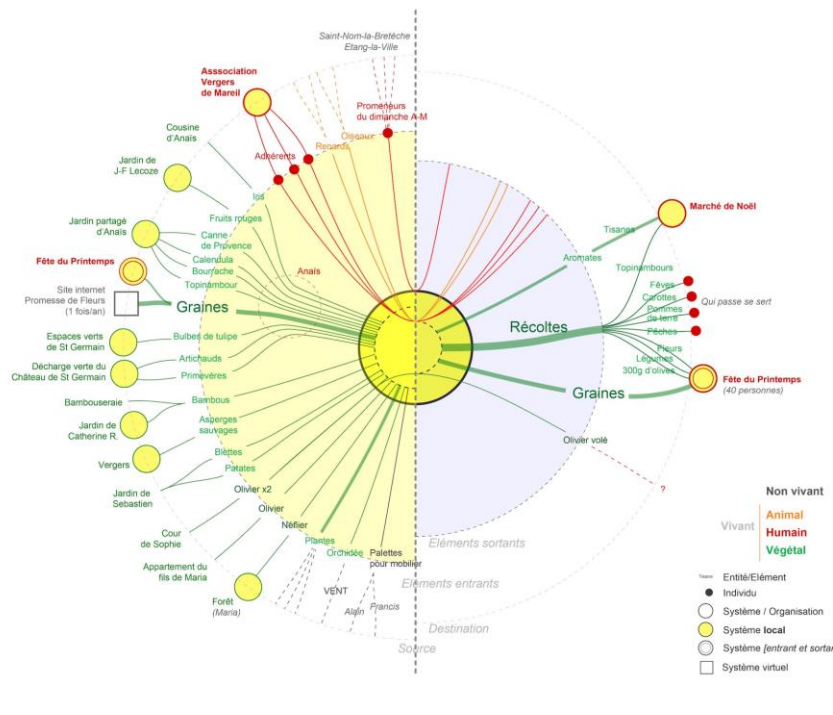 Saint-Nom-la-Bretèche
Etang-la-Ville
Asssociation
Vergers
de Mareil
Promeneurs
du dimanche A-M
Oiseaux
Renards
Adhérents
Cousine
d'Anaïs
Jardin de
J-F Lecoze
Iris
Fruits rouges
Jardin partagé
d'Anaïs
Canne
de Provence
Calendula
Bourrache
Topinambour
Fête du Printemps
Anaïs
Site internet
Promesse de Fleurs
(1 fois/an)
Graines
Espaces verts
de St Germain
Bulbes de tulipe
Artichauds
Décharge verte du
Château de St Germain
Primevères
Bambouseraie
Bambous
Jardin de
Catherine R.
Asperges
sauvages
Vergers
Blettes
Patates
Jardin de
Sebastien
Olivier x2
Olivier
Cour
de Sophie
Néflier
Plantes
Appartement du
fils de Maria
Orchidée
Palettes
pour mobilier
Forêt
(Maria)
VENT
Alain
Francis
Marché de Noël
Tisanes
Aromates
Topinambours
Fèves
Carottes
Pommes
de terre
Pêches
Qui passe se sert
Récoltes
Fleurs
Légumes
300g d'olives
Fête du Printemps
(40 personnes)
Graines
Olivier volé
?
Eléments sortants
Eléments entrants
Destination
Source
Non vivant
Vivant
Animal
Humain
Végétal
Entité/Elément
Individu
Système / Organisation
Système local
Système [entrant et sortant
Système virtuel